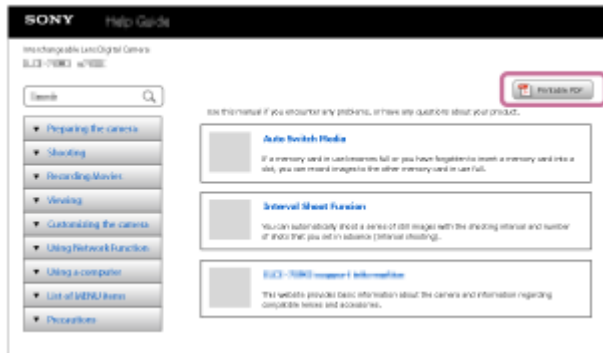 SONY Help Guide
Interchangeable Lens Digital Camera
Search
Printable PDF
Use this manual if you encounter any problems, or have any questions about your product.
Preparing the camera
Shooting
Recording Movies
Viewing
Customizing the camera
Using Network Function
Using a computer
List of MENU items
Precautions
Auto Switch Media
If a memory card in use becomes full or you have forgotten to insert a memory card into a
slot, you can record images to the other memory card in use full.
Interval Shoot Function
You can automatically shoot a series of still images with the shooting interval and number
of shots that you set in advance (Interval shooting).
support information
This website provides basic information about the camera and information regarding
compatible lenses and accessories.